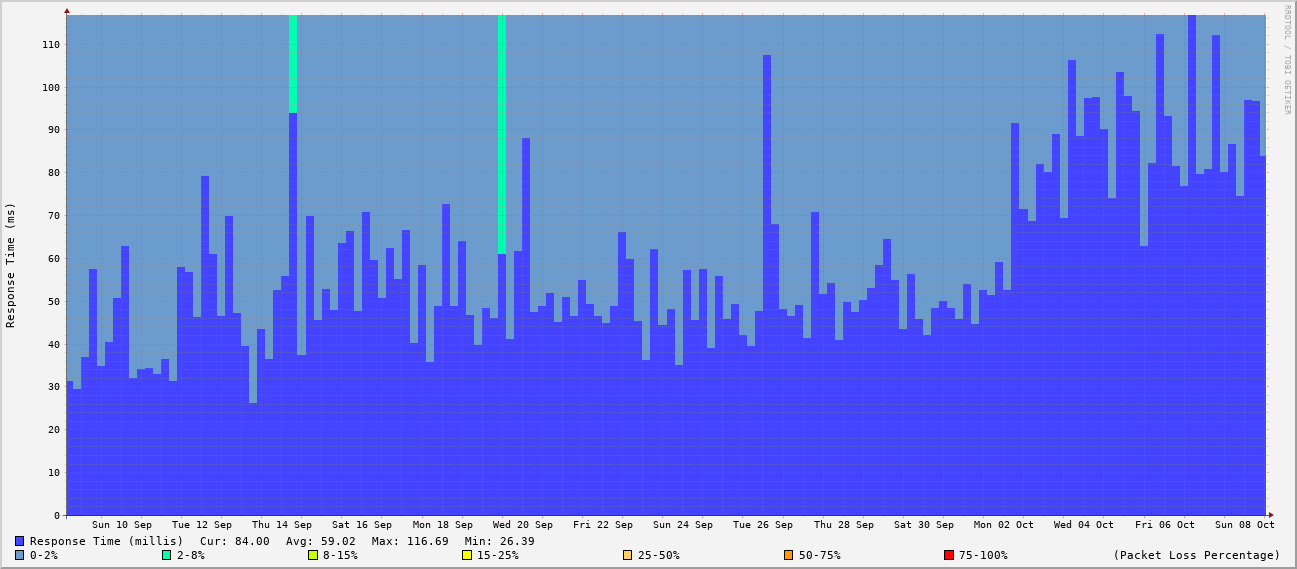 RRDTOOL / TOBI OETIKER
Response Time (ms)
110
100
90
80
70
60
50
40
30
20
10
0
Sun 10 Sep Tue 12 Sep Thu 14 Sep Sat 16 Sep Mon 18 Sep Wed 20 Sep Fri 22 Sep Sun 24 Sep Tue 26 Sep Thu 28 Sep Sat 30 Sep Mon 02 Oct Wed 04 Oct Fri 06 Oct Sun 08 Oct
Response Time (millis) Cur: 84.00 Avg: 59.02 Max: 116.69 Min: 26.39
0-2% 2-8% 8-15% 15-25% 25-50% 50-75% 75-100% (Packet Loss Percentage)